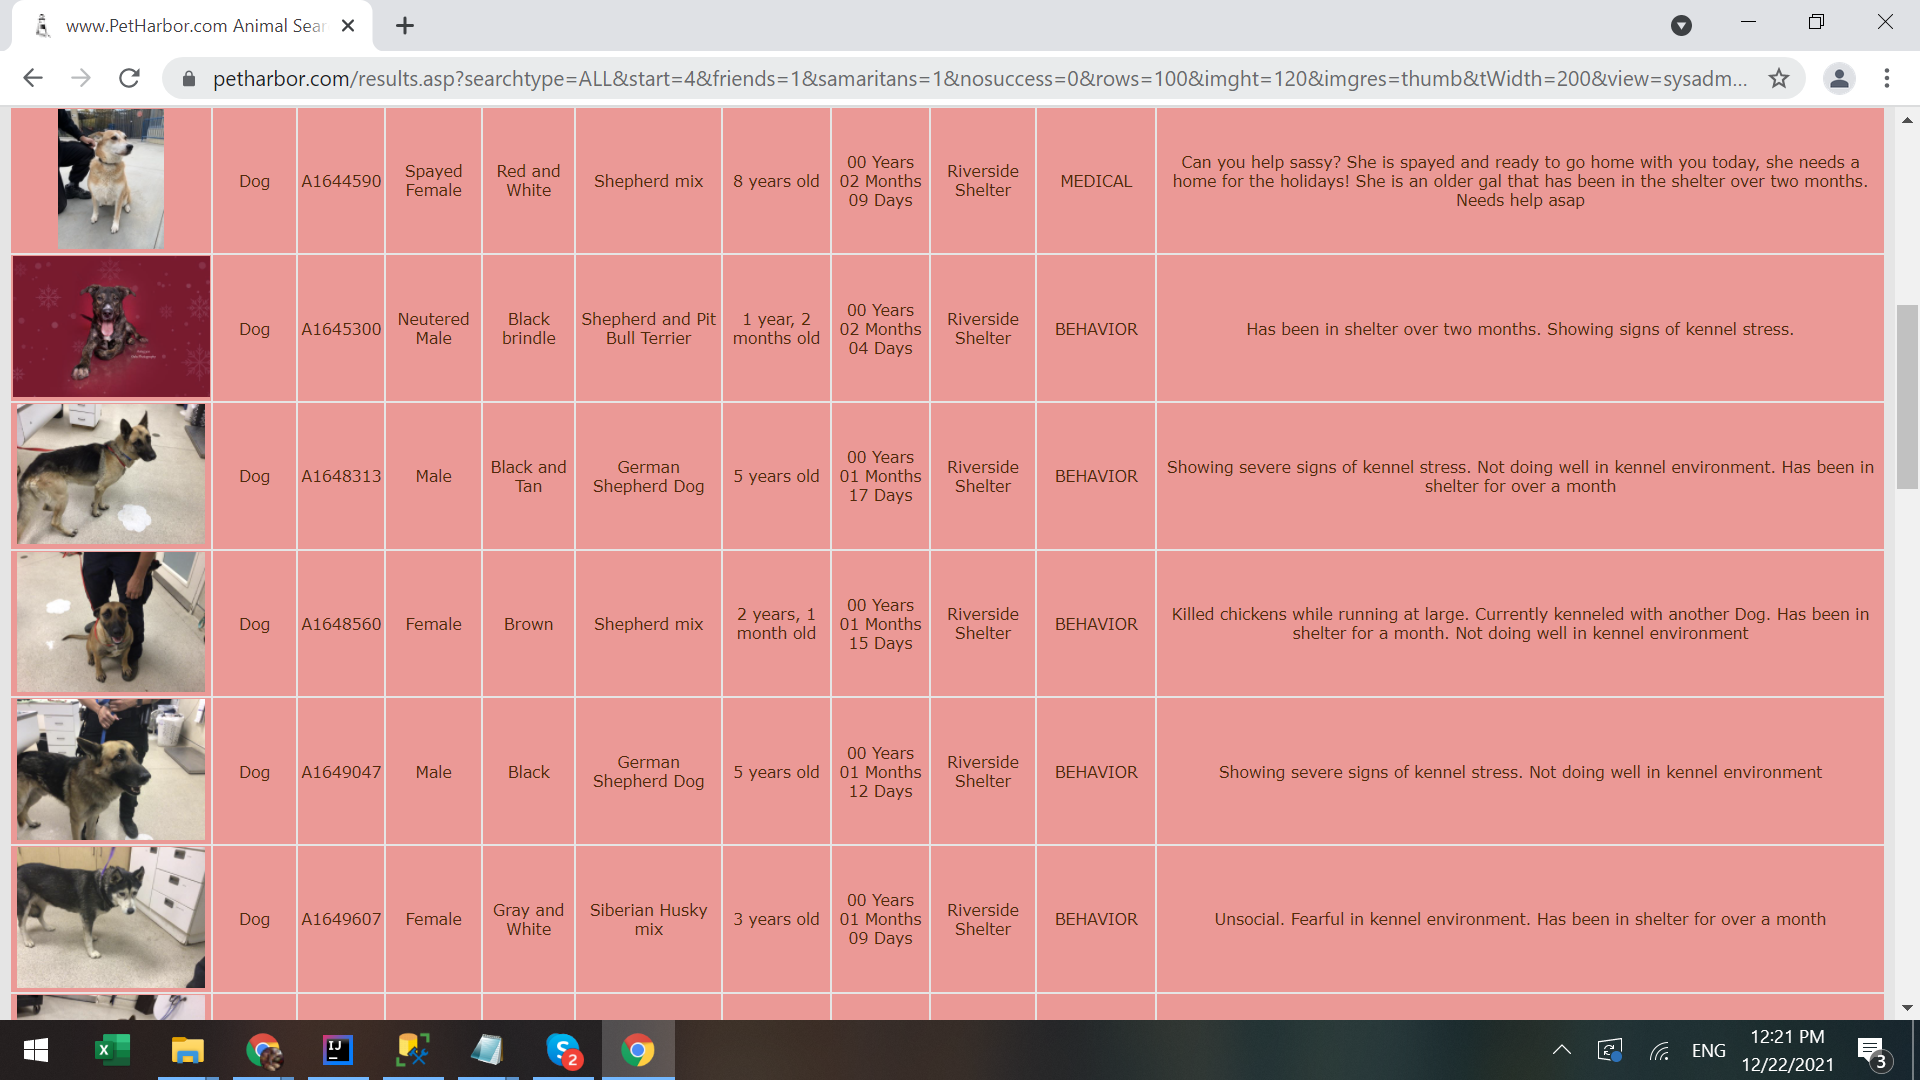 www.PetHarbor.com Animal Sear
petharbor.com/results.asp?searchtype=ALL&start=4&friends=1&samaritans=1&nosuccess=0&rows=100&imght=120&imgres=thumb&tWidth=200&view=sysadm...
Dog
A1644590
Spayed
Female
Red and
White
Shepherd mix
8 years old
00 Years
02 Months
09 Days
Riverside
Shelter
MEDICAL
Can you help sassy? She is spayed and ready to go home with you today, she needs a
home for the holidays! She is an older gal that has been in the shelter over two months.
Needs help asap
Dog
A1645300
Neutered
Male
Black
brindle
Shepherd and Pit
Bull Terrier
1 year, 2
months old
00 Years
02 Months
04 Days
Riverside
Shelter
BEHAVIOR
Has been in shelter over two months. Showing signs of kennel stress.
Dog
A1648313
Male
Black and
Tan
German
Shepherd Dog
5 years old
00 Years
01 Months
17 Days
Riverside
Shelter
BEHAVIOR
Showing severe signs of kennel stress. Not doing well in kennel environment. Has been in
shelter for over a month
Dog
A1648560
Female
Brown
Shepherd mix
2 years, 1
month old
00 Years
01 Months
15 Days
Riverside
Shelter
BEHAVIOR
Killed chickens while running at large. Currently kenneled with another Dog. Has been in
shelter for a month. Not doing well in kennel environment
Dog
A1649047
Male
Black
German
Shepherd Dog
5 years old
00 Years
01 Months
12 Days
Riverside
Shelter
BEHAVIOR
Showing severe signs of kennel stress. Not doing well in kennel environment
Dog
A1649607
Female
Gray and
White
Siberian Husky
mix
3 years old
00 Years
01 Months
09 Days
Riverside
Shelter
BEHAVIOR
Unsocial. Fearful in kennel environment. Has been in shelter for over a month
IJ
2
ENG
12:21 PM
12/22/2021
3